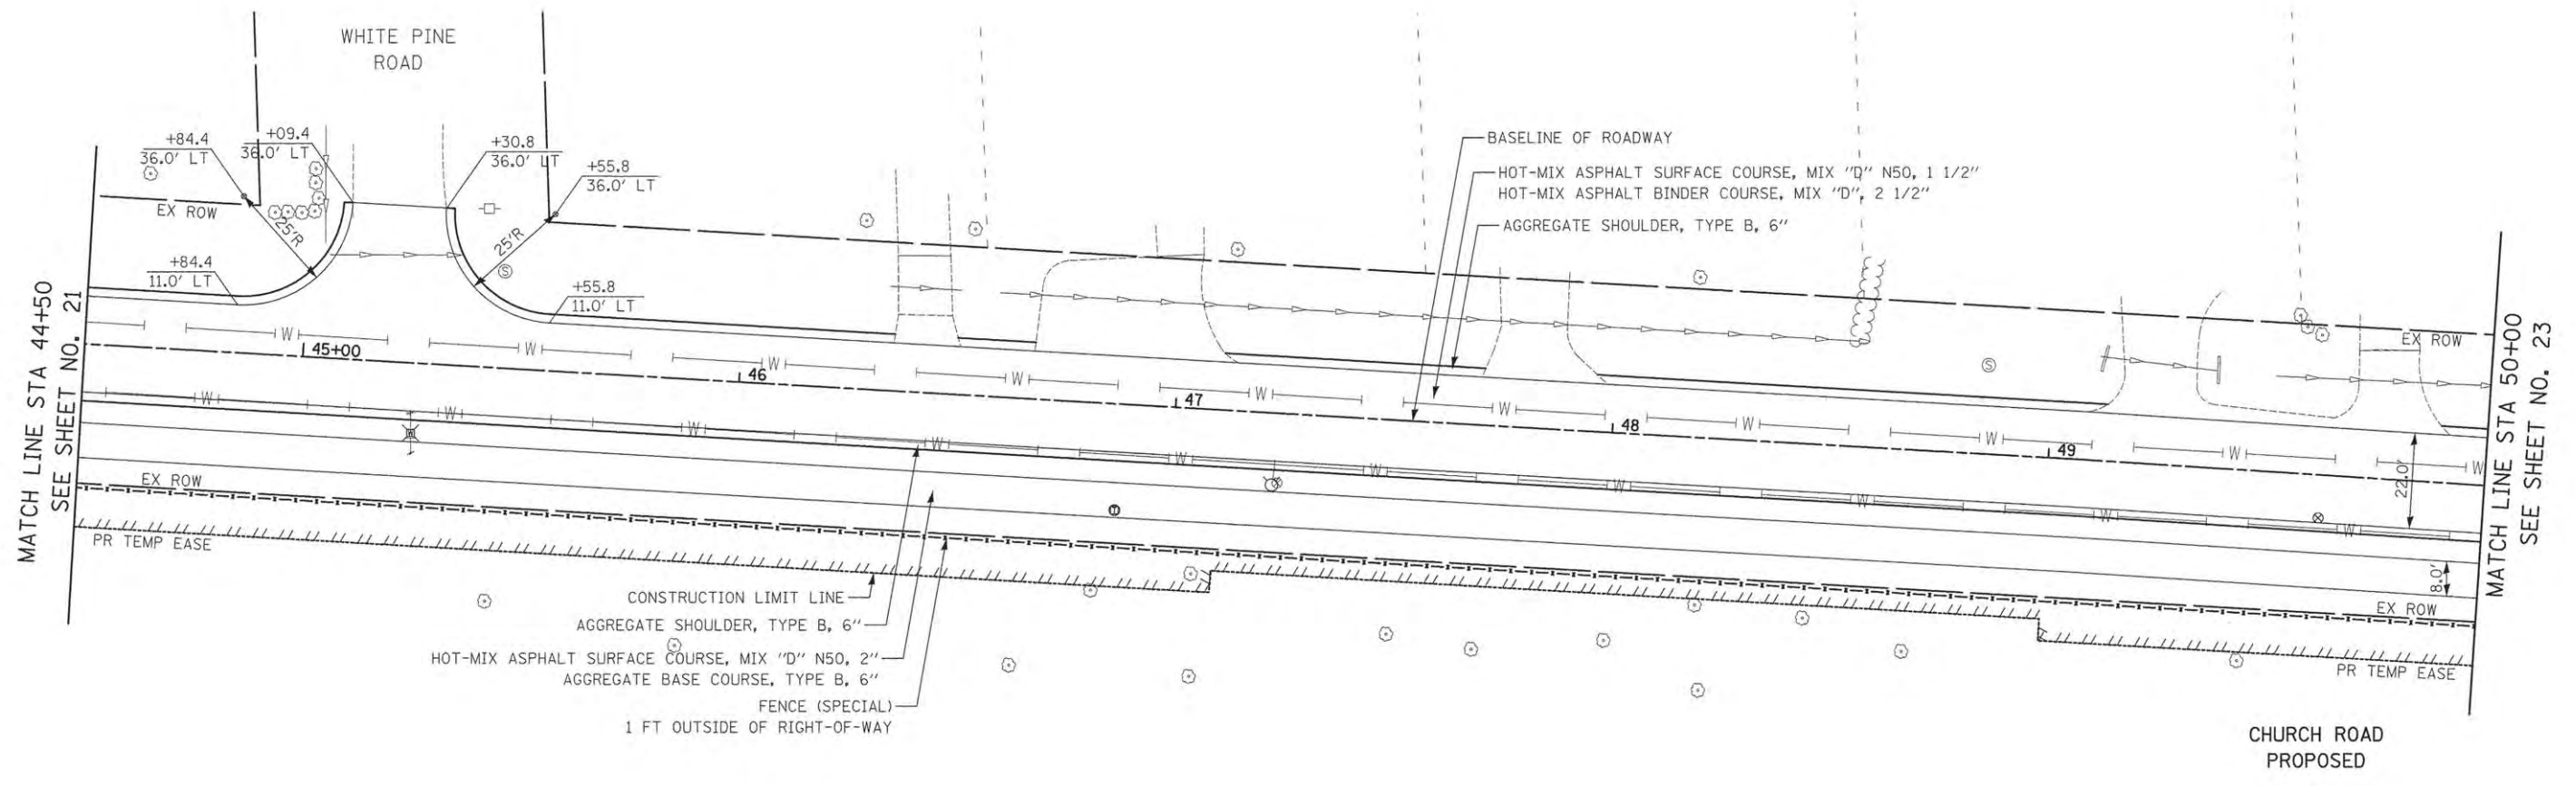 WHITE PINE
ROAD
+84.4
36.0' LT
+09.4
36.0' LT
+30.8
36.0' LT
+55.8
36.0' LT
EX ROW
25'R
25'R
S
+84.4
11.0' LT
+55.8
11.0' LT
BASELINE OF ROADWAY
HOT-MIX ASPHALT SURFACE COURSE, MIX "D" N50, 1 1/2"
HOT-MIX ASPHALT BINDER COURSE, MIX "D", 2 1/2"
AGGREGATE SHOULDER, TYPE B, 6"
S
EX ROW
MATCH LINE STA 44+50
SEE SHEET NO. 21
W W W W W W W W W W
45+00
46
47
48
49
W W W W W W W W W W
22.0'
8.0'
MATCH LINE STA 50+00
SEE SHEET NO. 23
EX ROW
PR TEMP EASE
CONSTRUCTION LIMIT LINE
AGGREGATE SHOULDER, TYPE B, 6"
HOT-MIX ASPHALT SURFACE COURSE, MIX "D" N50, 2"
AGGREGATE BASE COURSE, TYPE B, 6"
FENCE (SPECIAL)
1 FT OUTSIDE OF RIGHT-OF-WAY
EX ROW
PR TEMP EASE
CHURCH ROAD
PROPOSED